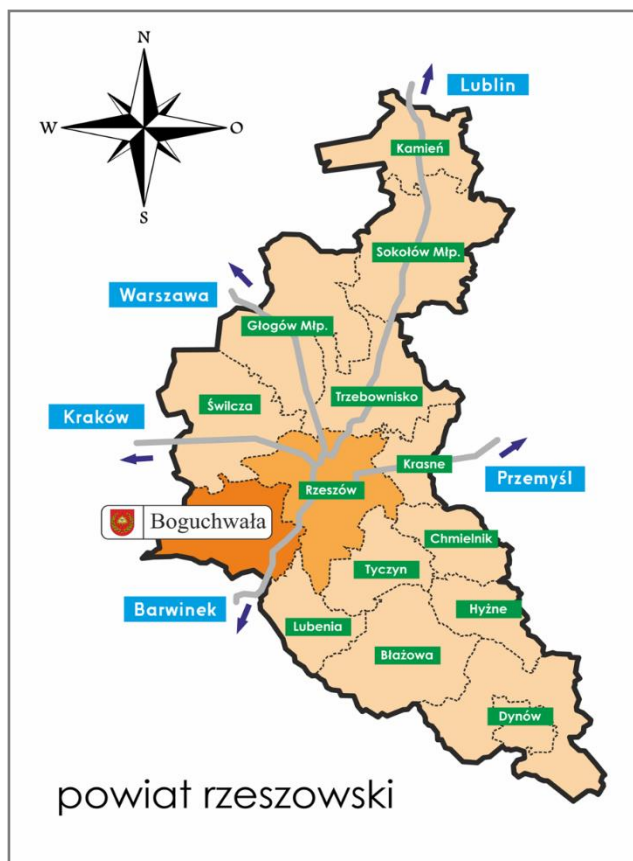 N
W
O
S
Lublin
Kamień
Sokołów Młp.
Warszawa
Głogów Młp.
Świlcza
Trzebownisko
Kraków
Krasne
Przemyśl
Rzeszów
Boguchwała
Chmielnik
Tyczyn
Barwinek
Hyżne
Lubenia
Błażowa
Dynów
powiat rzeszowski